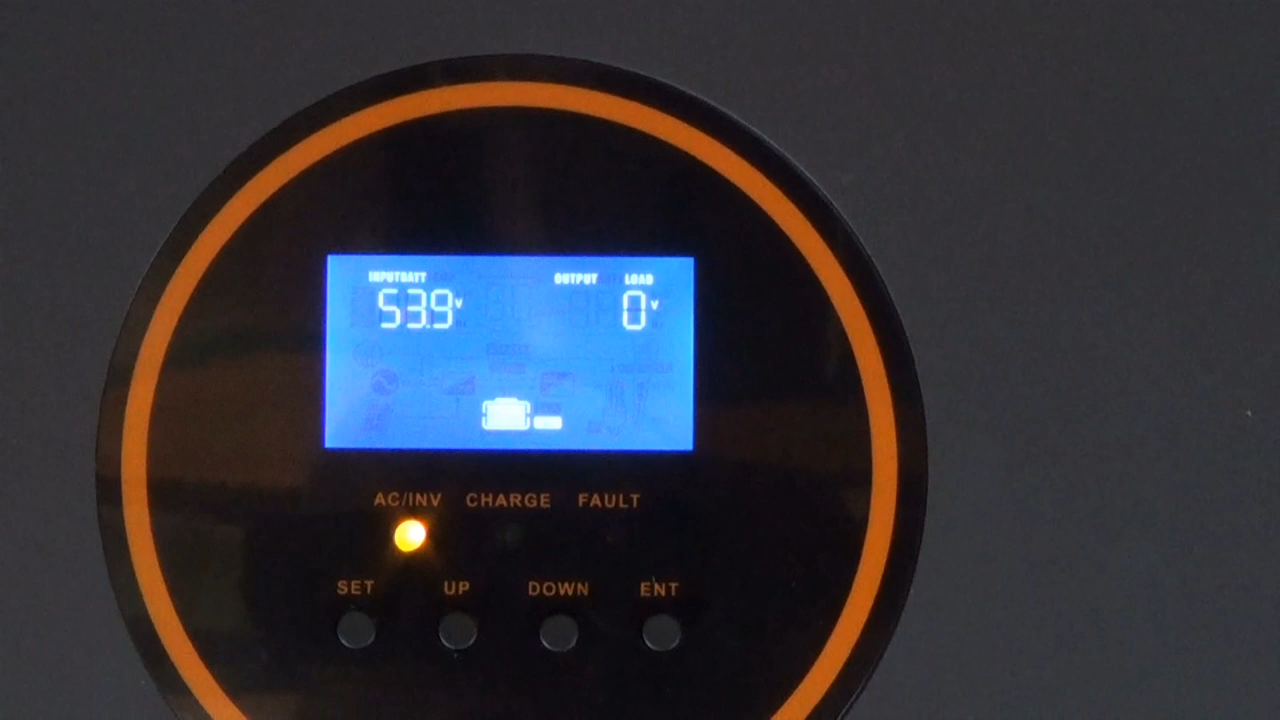 INPUTBATT OUTPUT LOAD
53.9V 0V
AC/INV CHARGE FAULT
SET UP DOWN ENT